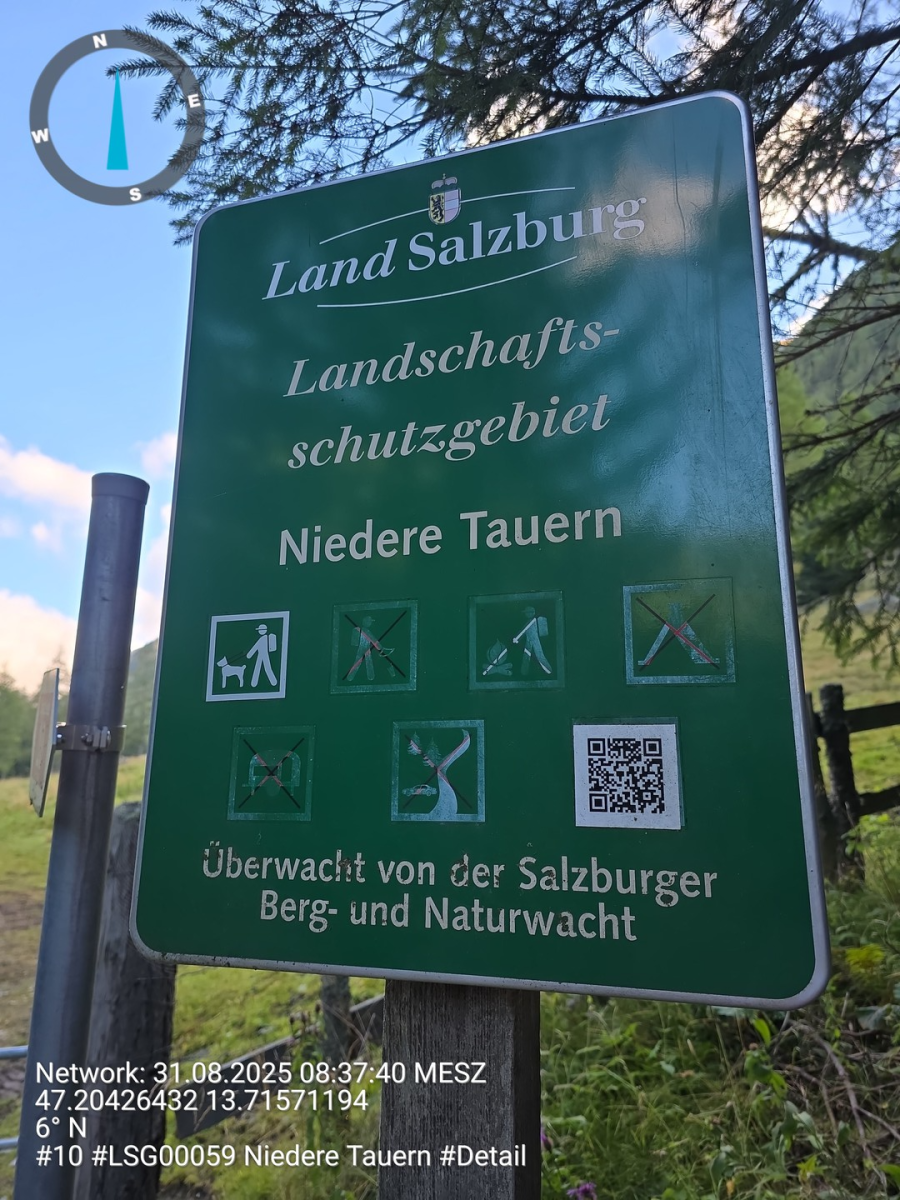 N
E
W
S
Land Salzburg
Landschafts-
schutzgebiet
Niedere Tauern
Überwacht von der Salzburger
Berg- und Naturwacht
Network: 31.08.2025 08:37:40 MESZ
47.20426432 13.71571194
6° N
#10 #LSG00059 Niedere Tauern #Detail